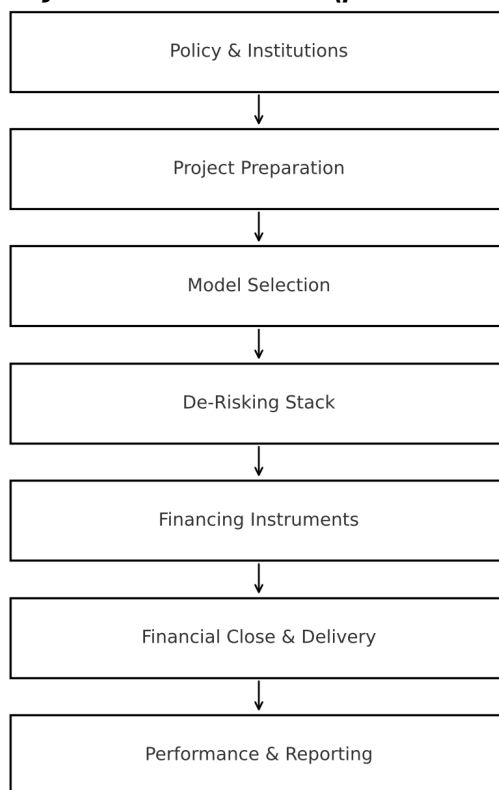 Policy & Institutions
Project Preparation
Model Selection
De-Risking Stack
Financing Instruments
Financial Close & Delivery
Performance & Reporting